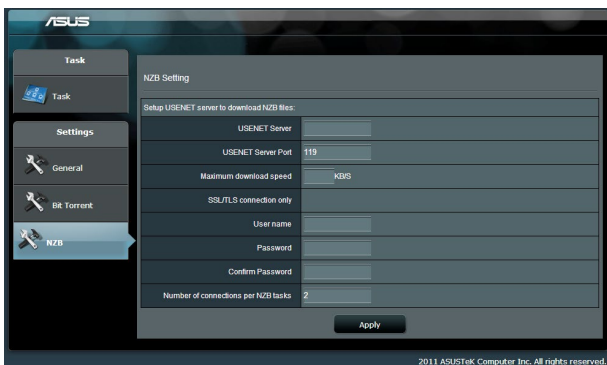 ASUS
Task
Task
Settings
General
Bit Torrent
NZB
NZB Setting
Setup USENET server to download NZB files:
USENET Server
USENET Server Port 119
Maximum download speed KB/S
SSL/TLS connection only
User name
Password
Confirm Password
Number of connections per NZB tasks 2
Apply
2011 ASUSTeK Computer Inc. All rights reserved.